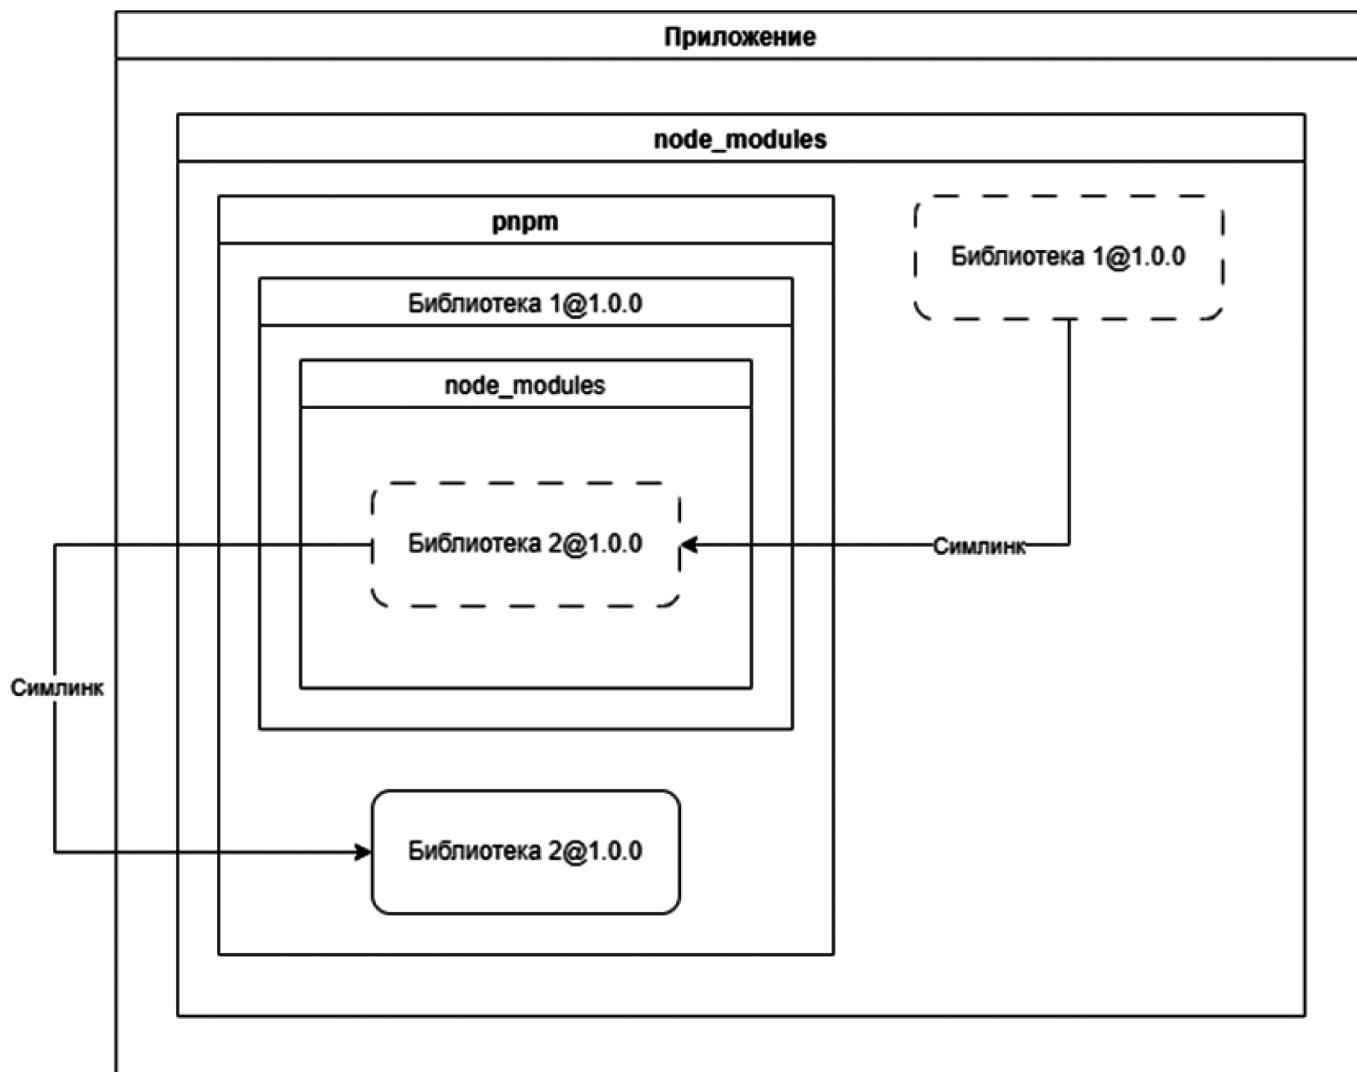 Приложение
node_modules
pnpm
Библиотека 1@1.0.0
Библиотека 1@1.0.0
node_modules
Библиотека 2@1.0.0
Симлинк
Симлинк
Библиотека 2@1.0.0